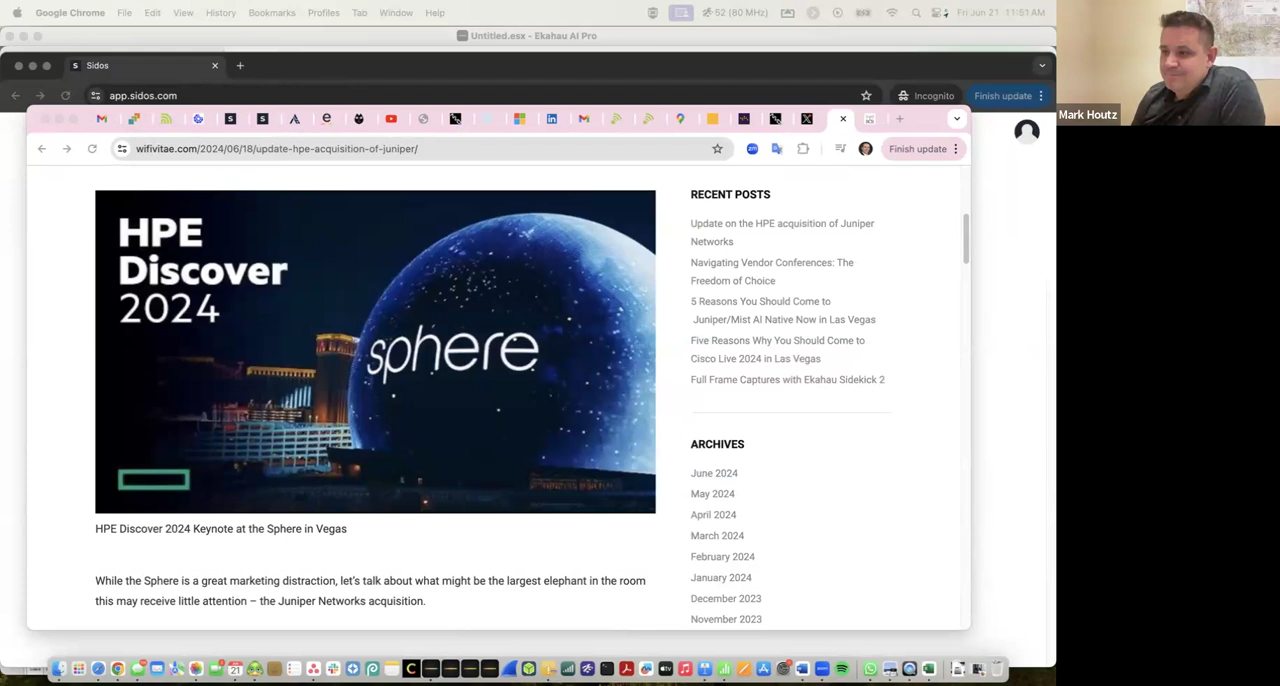 Google Chrome File Edit View History Bookmarks Profiles Tab Window Help 52 (80 MHz) Fri Jun 21 11:51 AM
Untitled.esx - Ekahau AI Pro
S Sidos
app.sidos.com Incognito Finish update
wifivitae.com/2024/06/18/update-hpe-acquisition-of-juniper/ zm Finish update
Mark Houtz
HPE
Discover
2024
sphere
HPE Discover 2024 Keynote at the Sphere in Vegas
While the Sphere is a great marketing distraction, let's talk about what might be the largest elephant in the room
this may receive little attention – the Juniper Networks acquisition.
RECENT POSTS
Update on the HPE acquisition of Juniper
Networks
Navigating Vendor Conferences: The
Freedom of Choice
5 Reasons You Should Come to
Juniper/Mist AI Native Now in Las Vegas
Five Reasons Why You Should Come to
Cisco Live 2024 in Las Vegas
Full Frame Captures with Ekahau Sidekick 2
ARCHIVES
June 2024
May 2024
April 2024
March 2024
February 2024
January 2024
December 2023
November 2023